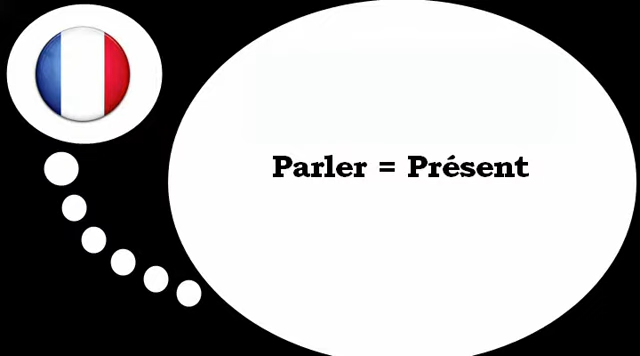 Parler = Présent